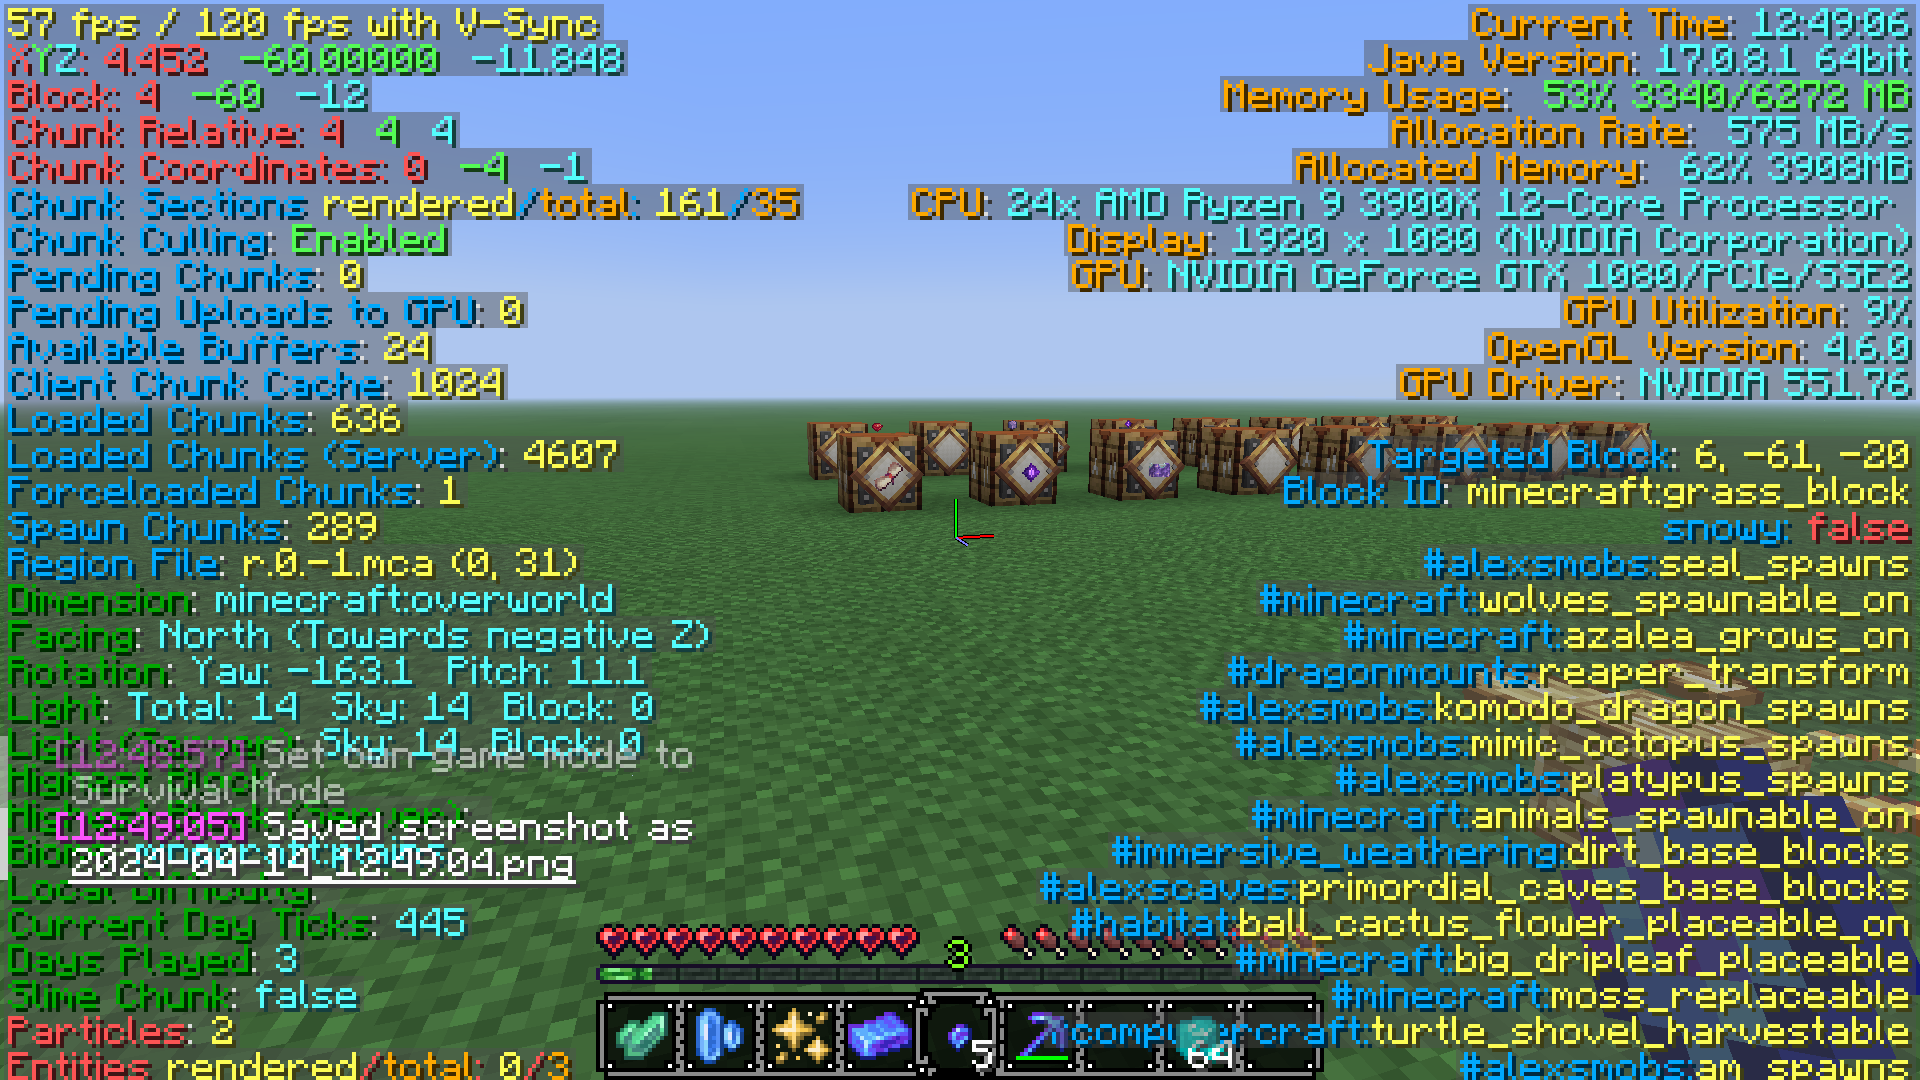 57 fps / 120 fps with V-Sync
XYZ: 4.452 -60.00000 -11.848
Block: 4 -60 -12
Chunk Relative: 4 4 4
Chunk Coordinates: 0 -4 -1
Chunk Sections rendered/total: 161/35
Chunk Culling: Enabled
Pending Chunks: 0
Pending Uploads to GPU: 0
Available Buffers: 24
Client Chunk Cache: 1024
Loaded Chunks: 636
Loaded Chunks (Server): 4607
Forceloaded Chunks: 1
Spawn Chunks: 289
Region File: r.0.-1.mca (0, 31)
Dimension: minecraft:overworld
Facing: North (Towards negative Z)
Rotation: Yaw: -163.1 Pitch: 11.1
Light: Total: 14 Sky: 14 Block: 0
Light (Server): Sky: 14 Block: 0
[12:48:57] Set own game mode to
Highest Block:
Survival Mode
Highest Block (Server):
[12:49:05] Saved screenshot as
2024-04-14_12.49.04.png
Local Difficulty:
Current Day Ticks: 445
Days Played: 3
Slime Chunk: false
Particles: 2
Entities rendered/total: 0/3
Current Time: 12:49:06
Java Version: 17.0.8.1 64bit
Memory Usage: 53% 3340/6272 MB
Allocation Rate: 575 MB/s
Allocated Memory: 62% 3908MB
CPU: 24x AMD Ryzen 9 3900X 12-Core Processor
Display: 1920 x 1080 (NVIDIA Corporation)
GPU: NVIDIA GeForce GTX 1080/PCIe/SSE2
GPU Utilization: 9%
OpenGL Version: 4.6.0
GPU Driver: NVIDIA 551.76
Targeted Block: 6, -61, -20
Block ID: minecraft:grass_block
snowy: false
#alexsmobs:seal_spawns
#minecraft:wolves_spawnable_on
#minecraft:azalea_grows_on
#dragonmounts:reaper_transform
#alexsmobs:komodo_dragon_spawns
#alexsmobs:mimic_octopus_spawns
#alexsmobs:platypus_spawns
#minecraft:animals_spawnable_on
#immersive_weathering:dirt_base_blocks
#alexscaves:primordial_caves_base_blocks
#habitat:ball_cactus_flower_placeable_on
#minecraft:big_dripleaf_placeable
#minecraft:moss_replaceable
computercraft:turtle_shovel_harvestable
#alexsmobs:am_spawns
3
5
64